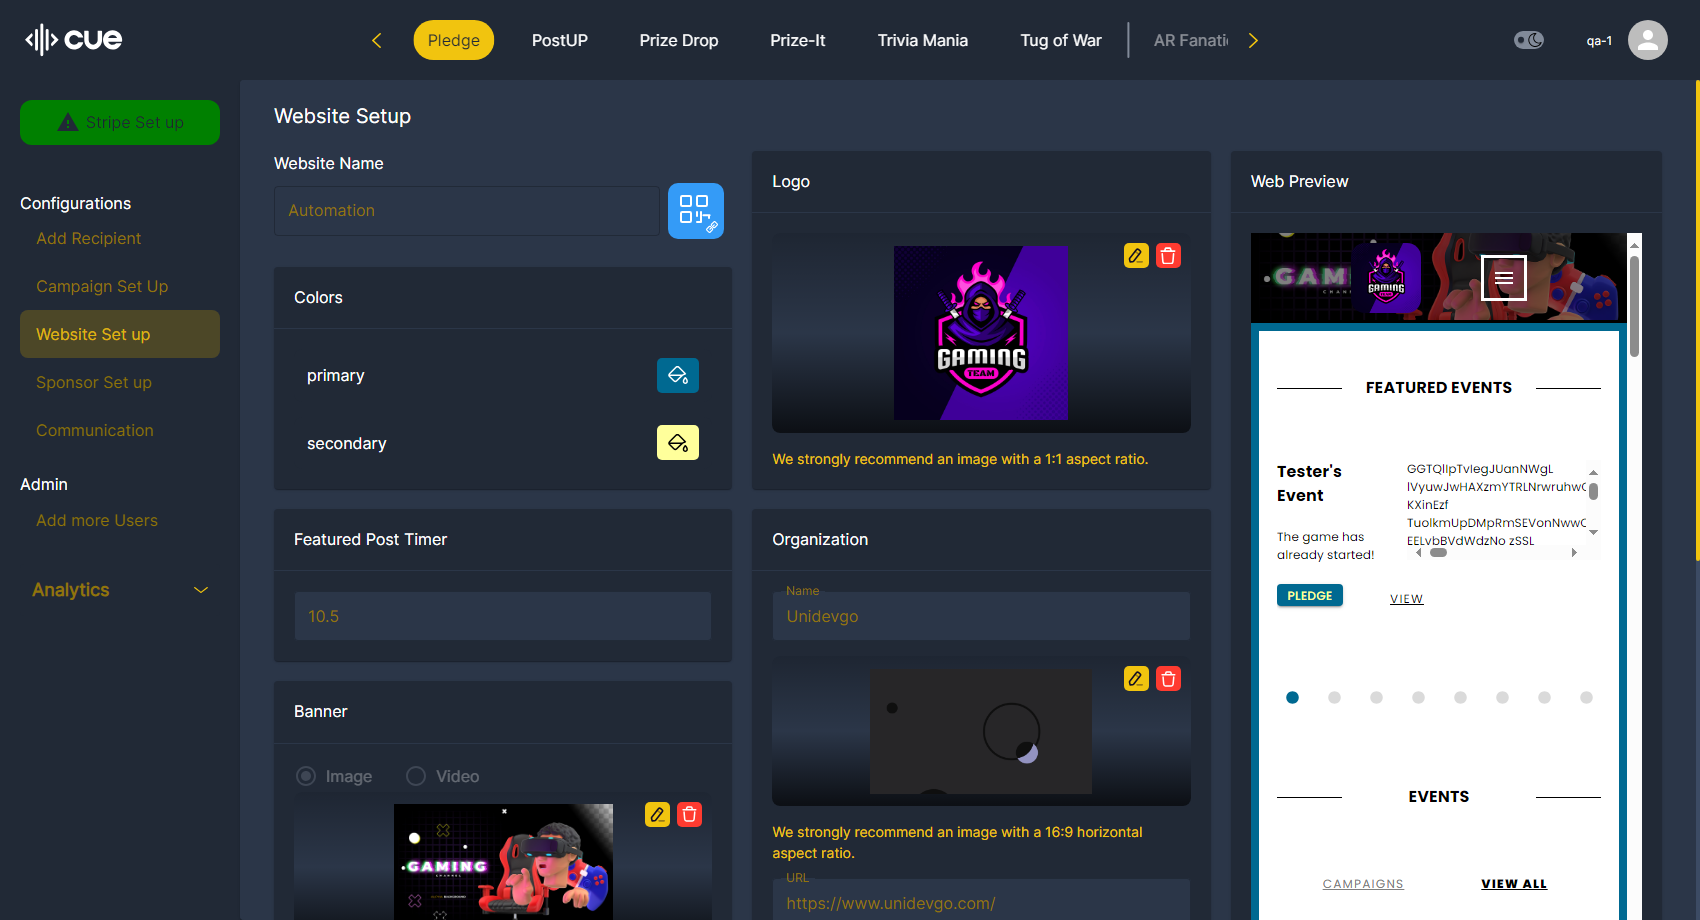 cue
Pledge
PostUP
Prize Drop
Prize-It
Trivia Mania
Tug of War
AR Fanati
qa-1
Stripe Set up
Configurations
Add Recipient
Campaign Set Up
Website Set up
Sponsor Set up
Communication
Admin
Add more Users
Analytics
Website Setup
Website Name
Automation
Colors
primary
secondary
Featured Post Timer
10.5
Banner
Image
Video
GAMING
CHANNEL
Logo
GAMING
TEAM
We strongly recommend an image with a 1:1 aspect ratio.
Organization
Name
Unidevgo
We strongly recommend an image with a 16:9 horizontal
aspect ratio.
URL
https://www.unidevgo.com/
Web Preview
GAMI
CHAN
GAMING
TEAM
FEATURED EVENTS
Tester's
Event
The game has
already started!
PLEDGE
VIEW
KXinEzf
EVENTS
CAMPAIGNS
VIEW ALL